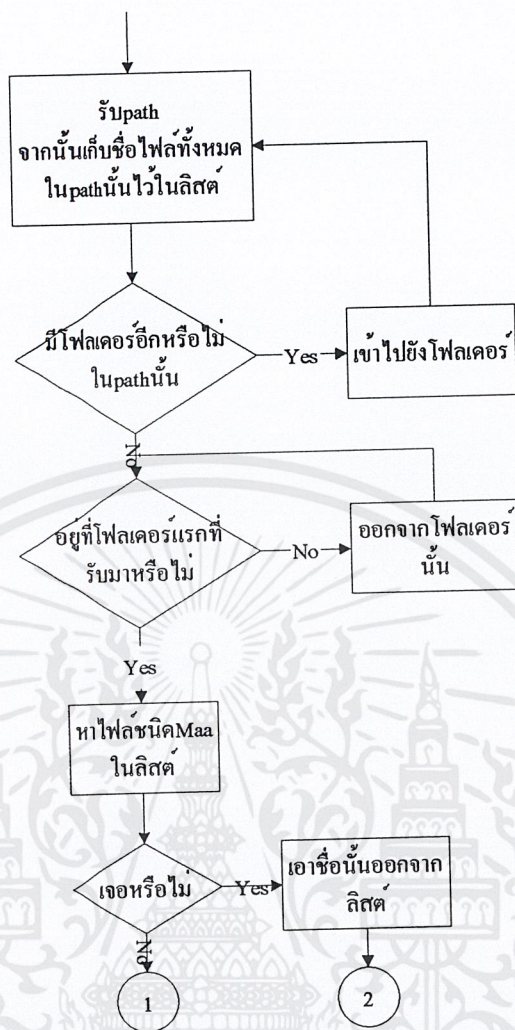 รับpath
จากนั้นเก็บชื่อไฟล์ทั้งหมด
ในpathนั้นไว้ในลิสต์
มีโฟลเดอร์อีกหรือไม่
ในpathนั้น
Yes
เข้าไปยังโฟลเดอร์
No
อยู่ที่โฟลเดอร์แรกที่
รับมาหรือไม่
No
ออกจากโฟลเดอร์
นั้น
Yes
หาไฟล์ชนิดMaa
ในลิสต์
เจอหรือไม่
Yes
เอาชื่อนั้นออกจาก
ลิสต์
No
1
2